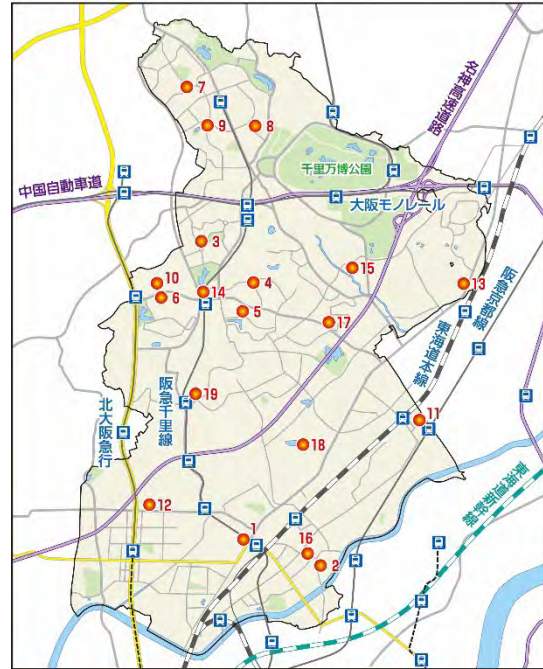 名神高速道路
7
9
8
千里万博公園
中国自動車道
大阪モノレール
3
15
10
4
13
6
14
5
17
阪急京都線
東海道本線
阪急千里線
19
北大阪急行
11
18
東海道新幹線
12
1
16
2